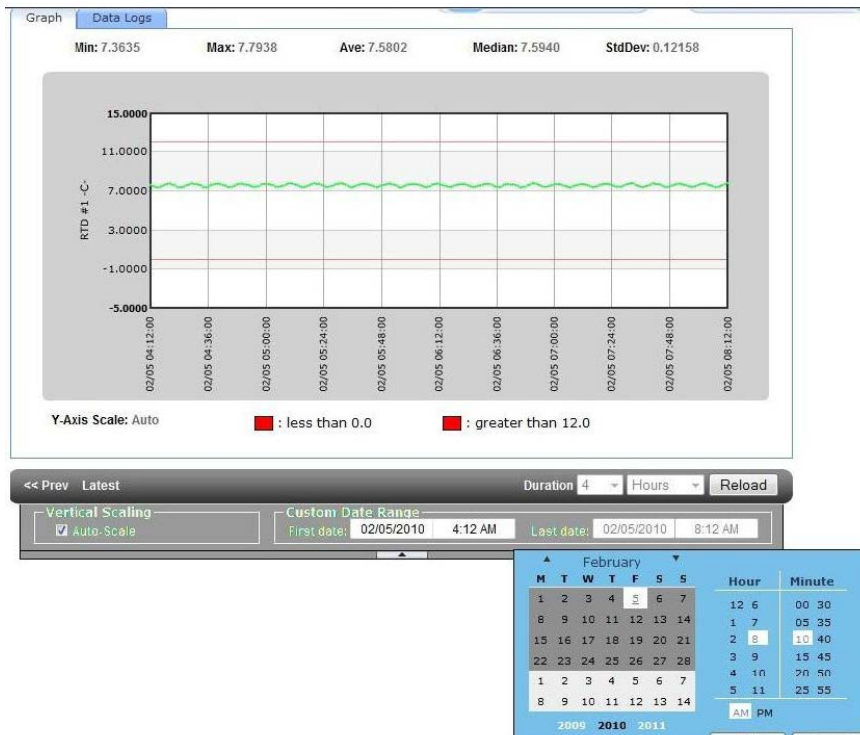 Graph Data Logs
Min: 7.3635 Max: 7.7938 Ave: 7.5802 Median: 7.5940 StdDev: 0.12158
15.0000
11.0000
7.0000
3.0000
-1.0000
-5.0000
RTD #1 -C-
02/05 04:12:00
02/05 04:36:00
02/05 05:00:00
02/05 05:24:00
02/05 05:48:00
02/05 06:12:00
02/05 06:36:00
02/05 07:00:00
02/05 07:24:00
02/05 07:48:00
02/05 08:12:00
Y-Axis Scale: Auto : less than 0.0 : greater than 12.0
<< Prev Latest Duration 4 Hours Reload
Vertical Scaling Custom Date Range
Auto-Scale First date: 02/05/2010 4:12 AM Last date: 02/05/2010 8:12 AM
February
M T W T F S S Hour Minute
1 2 3 4 5 6 7
8 9 10 11 12 13 14
15 16 17 18 19 20 21
22 23 24 25 26 27 28
1 2 3 4 5 6 7
8 9 10 11 12 13 14
2009 2010 2011
12 6 00 30
1 7 05 35
2 8 10 40
3 9 15 45
4 10 20 50
5 11 25 55
AM PM